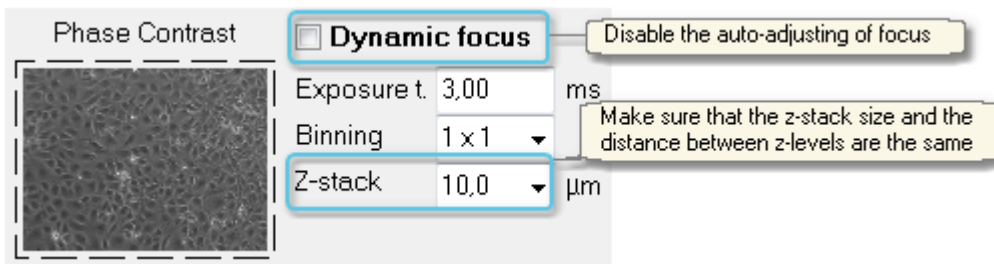 Phase Contrast
Dynamic focus
Disable the auto-adjusting of focus
Exposure t. 3,00 ms
Make sure that the z-stack size and the
distance between z-levels are the same
Binning 1 x 1
Z-stack 10,0 µm